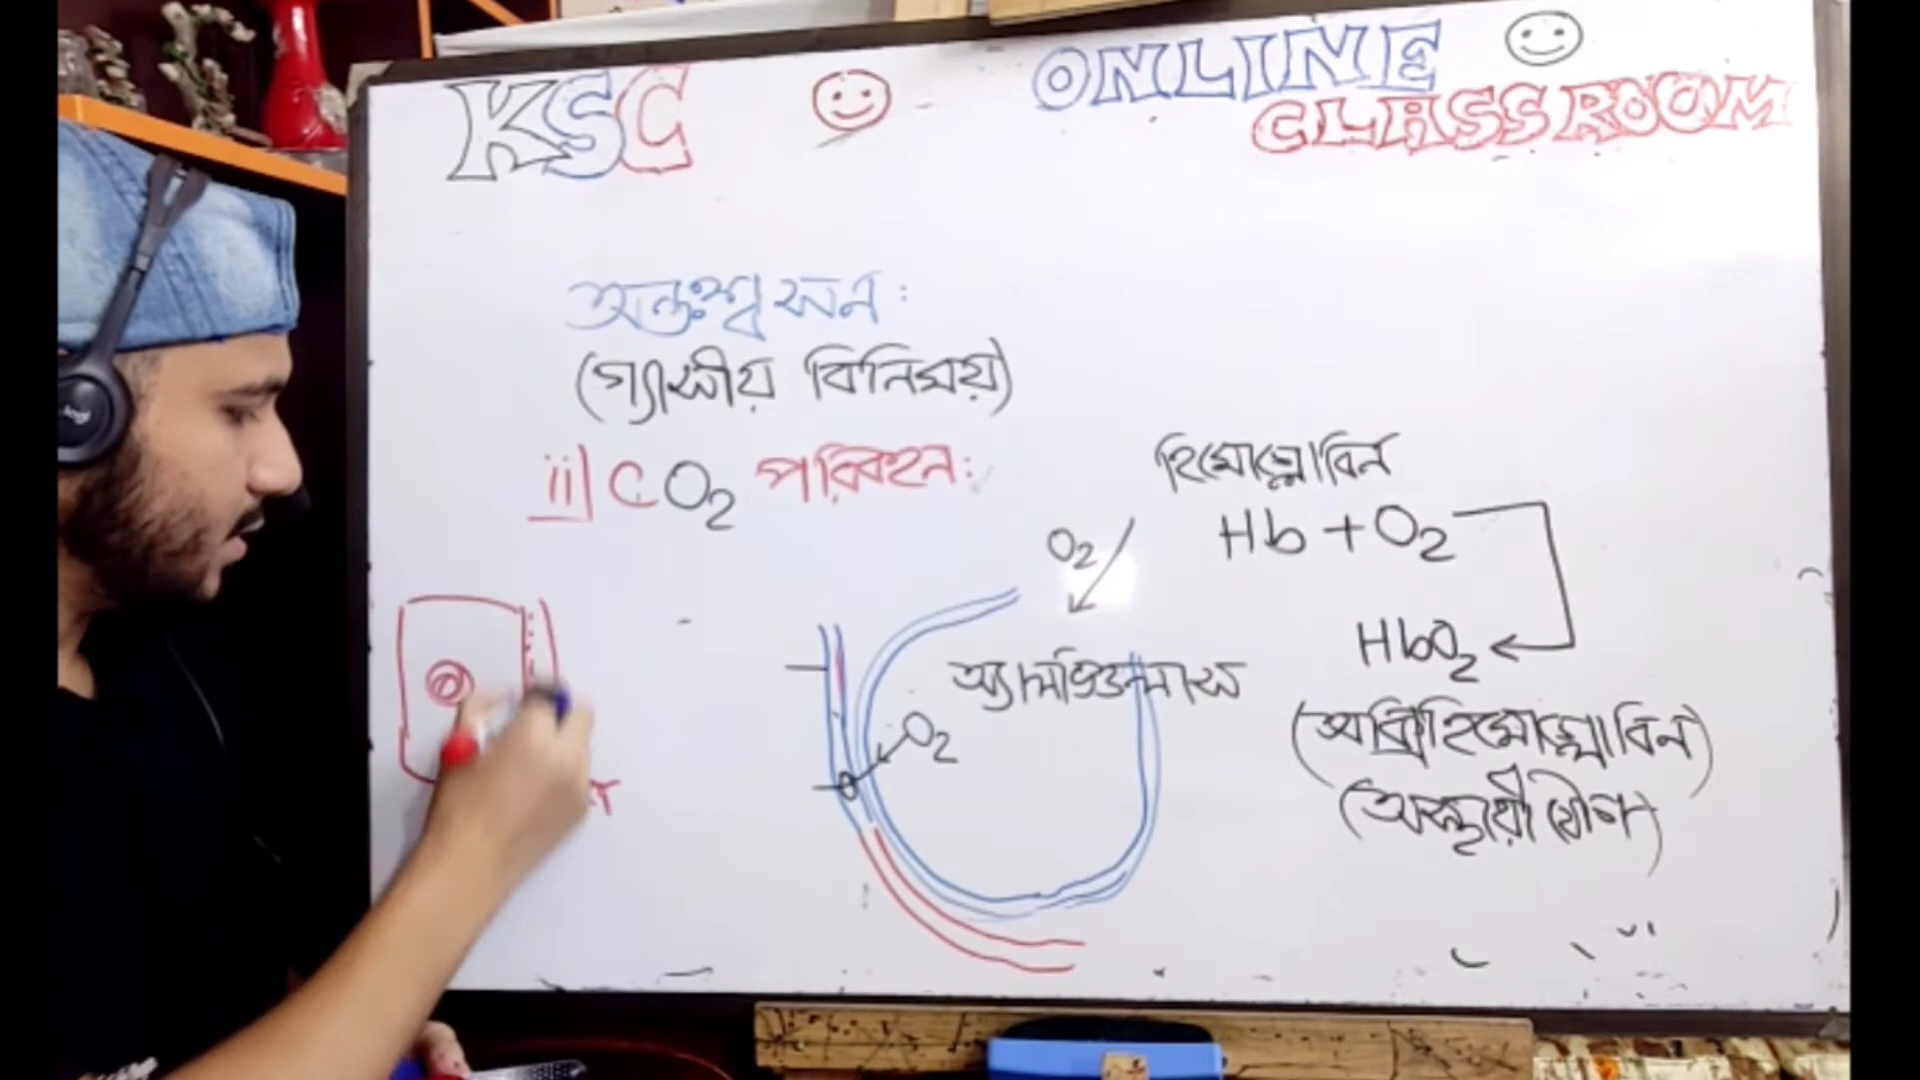 KSC
ONLINE
CLASSROOM
অন্তঃশ্বসন:
(গ্যাসীয় বিনিময়)
ii) CO₂ পরিবহন:
হিমোগ্লোবিন
Hb + O₂
O₂
HbO₂
অ্যালভিওলাস
O₂
(অক্সিহিমোগ্লোবিন)
(অস্থায়ী যৌগ)